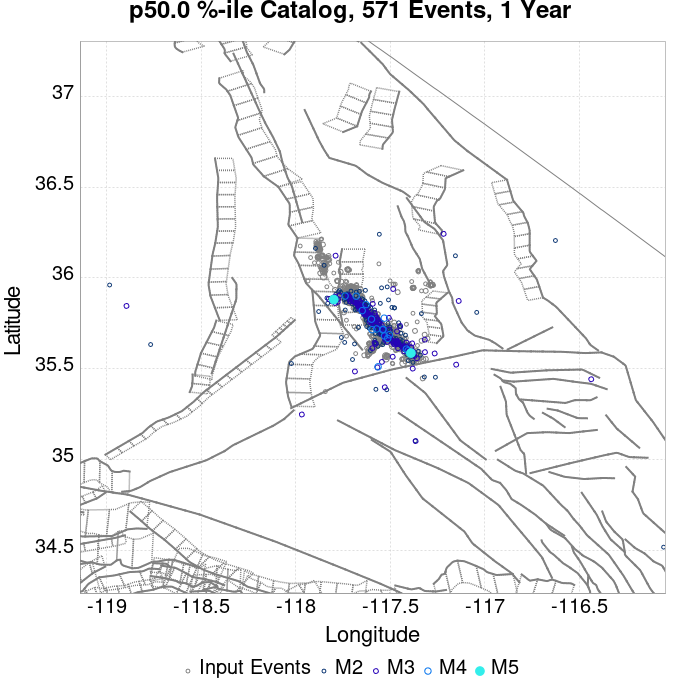 p50.0 %-ile Catalog, 571 Events, 1 Year
37
36.5
36
35.5
35
34.5
Latitude
-119 -118.5 -118 -117.5 -117 -116.5
Longitude
Input Events M2 M3 M4 M5